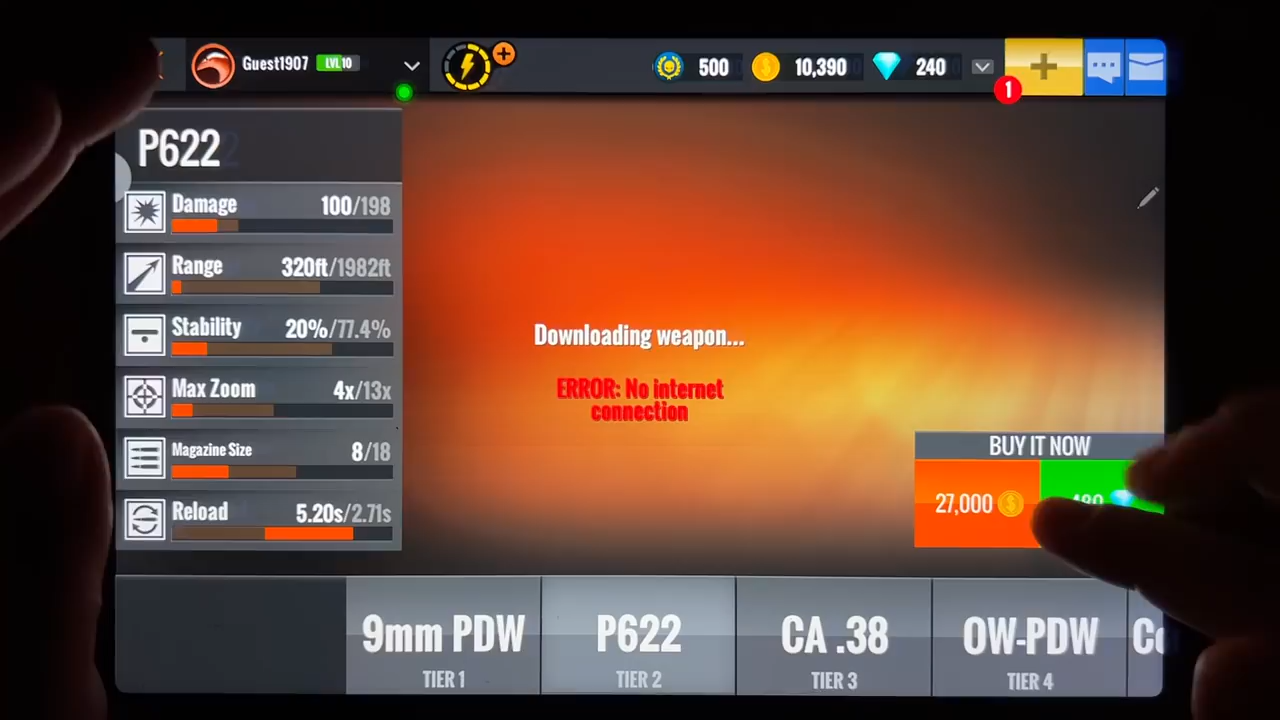 Guest1907 LVL 10
500
10,390
240
1
P622
Damage 100/198
Range 320ft/1982ft
Stability 20%/77.4%
Max Zoom 4x/13x
Magazine Size 8/18
Reload 5.20s/2.71s
Downloading weapon...
ERROR: No internet
connection
BUY IT NOW
27,000
9mm PDW
TIER 1
P622
TIER 2
CA .38
TIER 3
OW-PDW
TIER 4